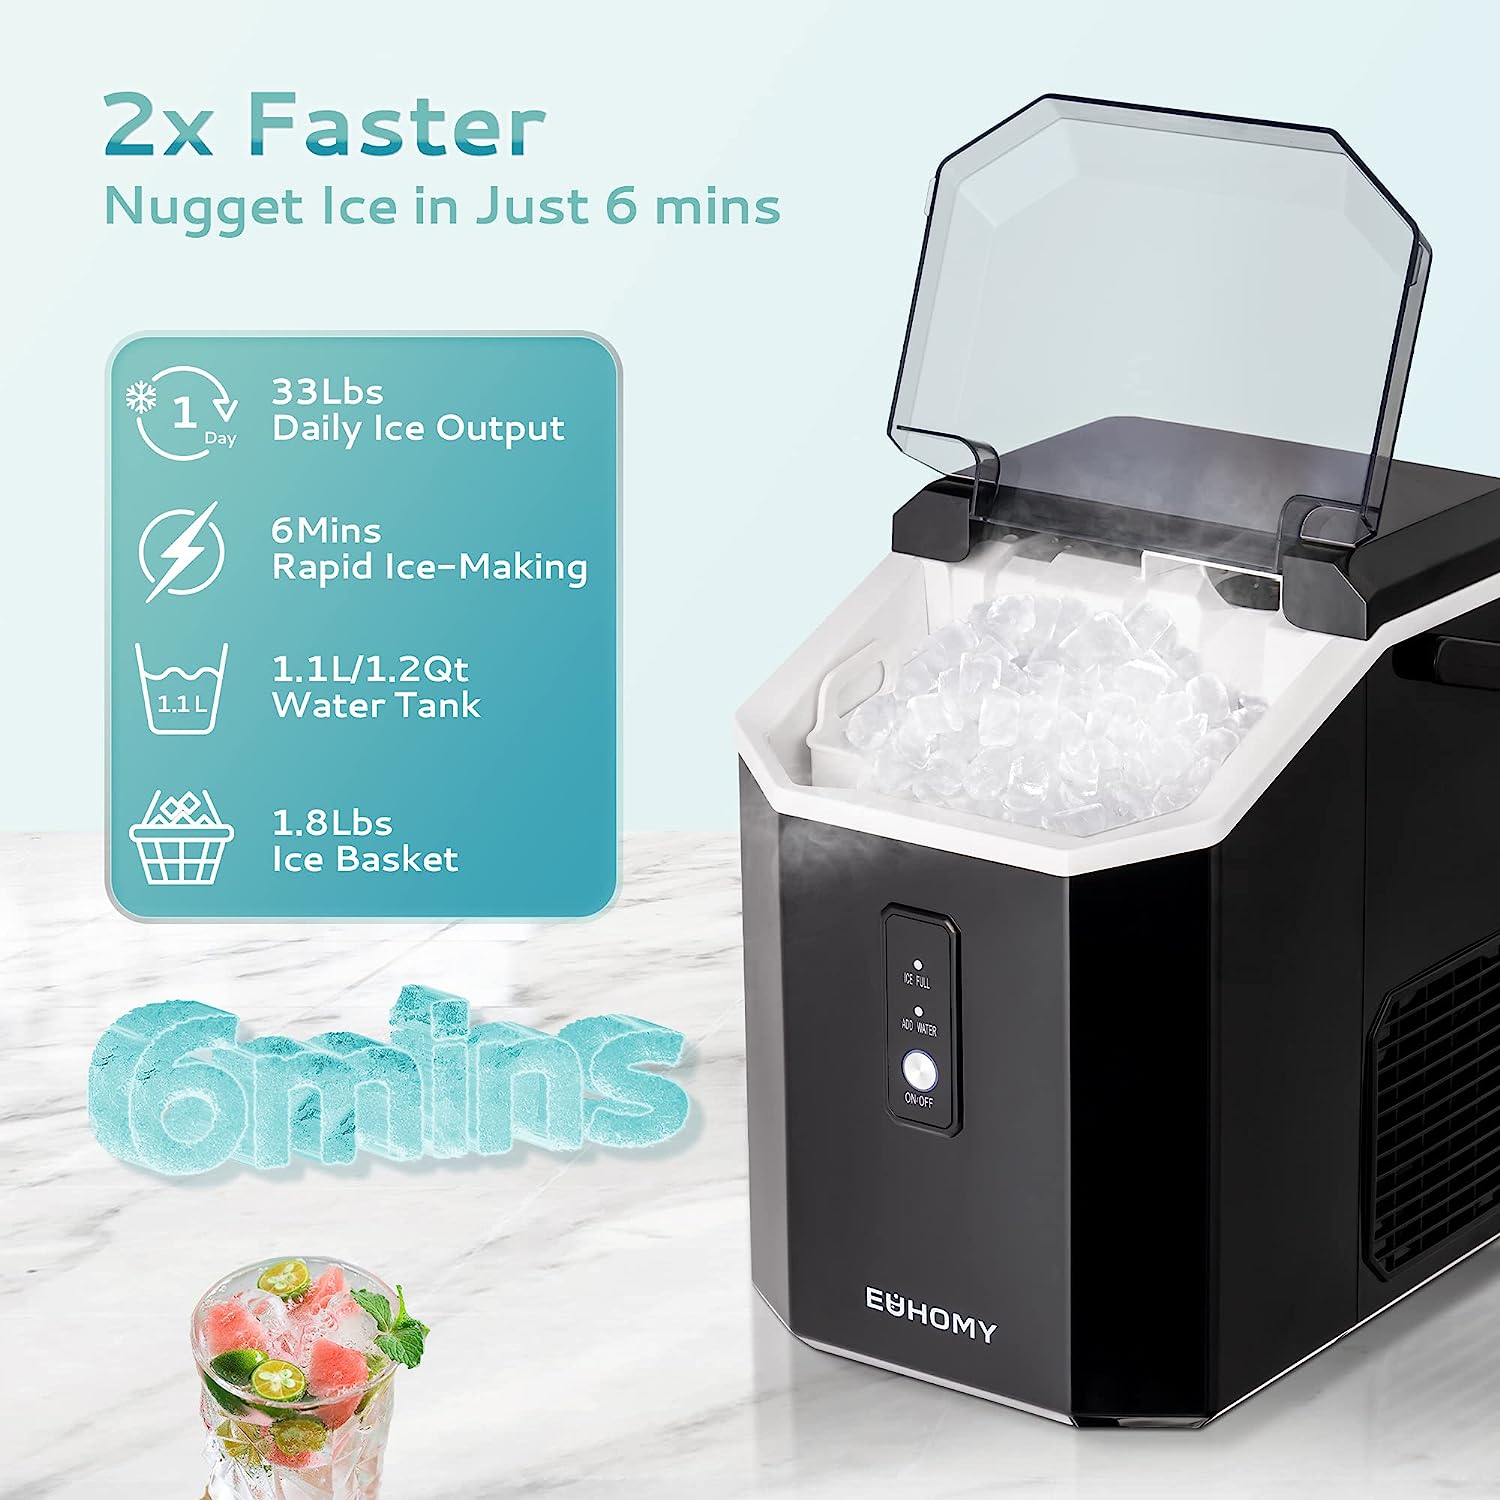 2x Faster
Nugget Ice in Just 6 mins
1
Day
33Lbs
Daily Ice Output
6Mins
Rapid Ice-Making
1.1L
1.1L/1.2Qt
Water Tank
1.8Lbs
Ice Basket
6mins
ICE FULL
ADD WATER
ON/OFF
EUHOMY